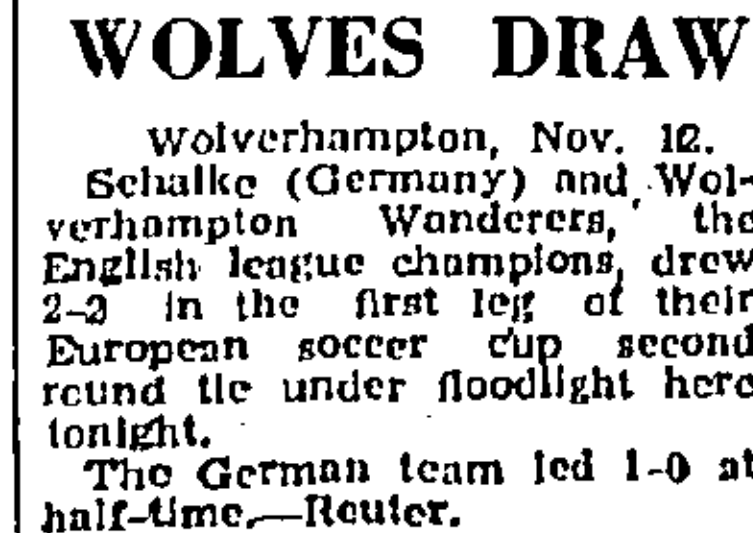 WOLVES DRAW
Wolverhampton, Nov. 12.
Schalke (Germany) and Wol-
verhampton Wanderers, the
English league champions, drew
2-2 in the first leg of their
European soccer cup second
round tie under floodlight here
tonight.
The German team led 1-0 at
half-time.—Reuter.